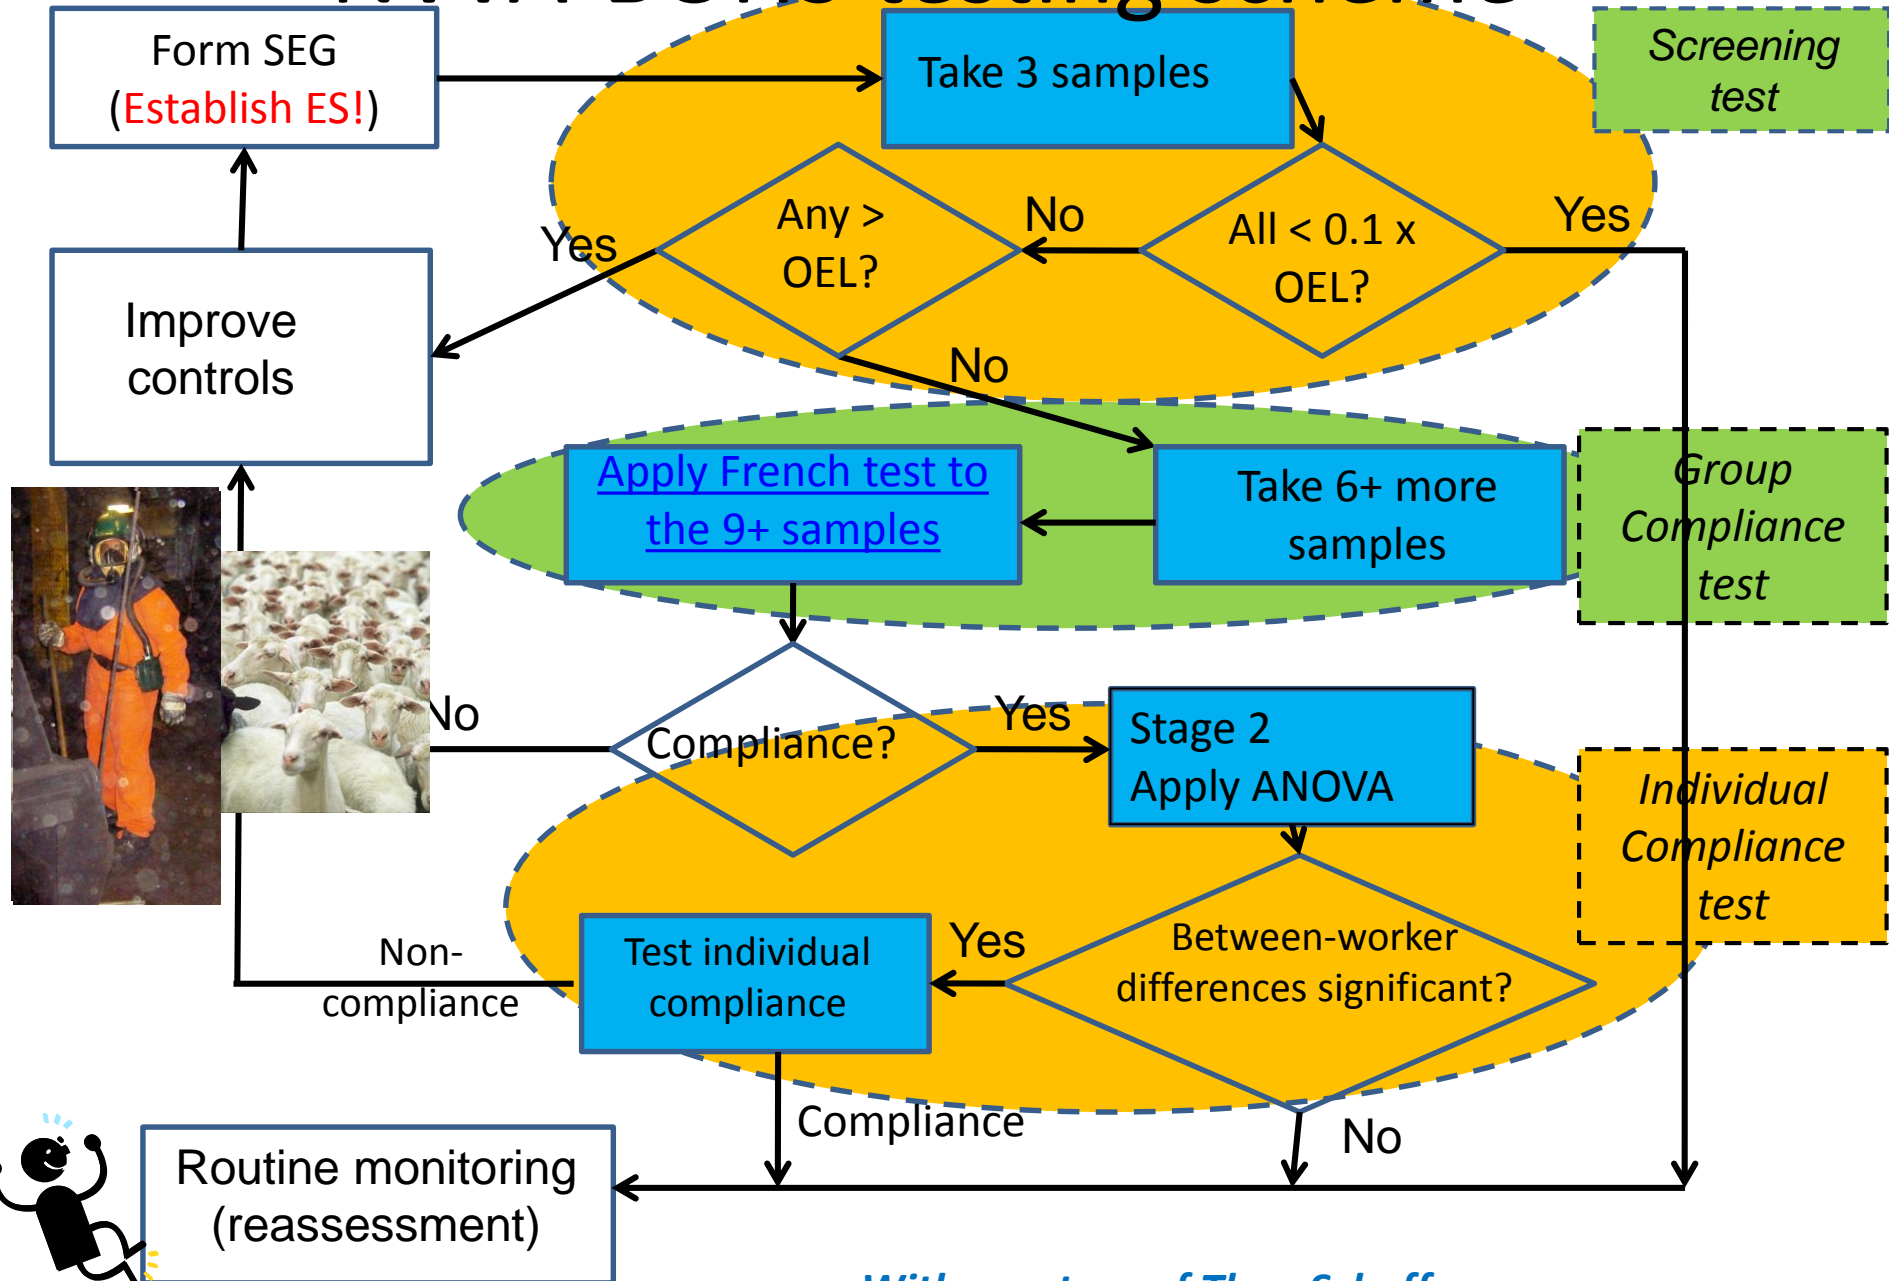 testing scheme
Form SEG
(Establish ES!)
Take 3 samples
Screening
test
Any >
OEL?
No
All < 0.1 x
OEL?
Yes
Yes
Improve
controls
No
Apply French test to
the 9+ samples
Take 6+ more
samples
Group
Compliance
test
No
Compliance?
Yes
Stage 2
Apply ANOVA
Individual
Compliance
test
Non-
compliance
Test individual
compliance
Yes
Between-worker
differences significant?
Compliance
No
Routine monitoring
(reassessment)